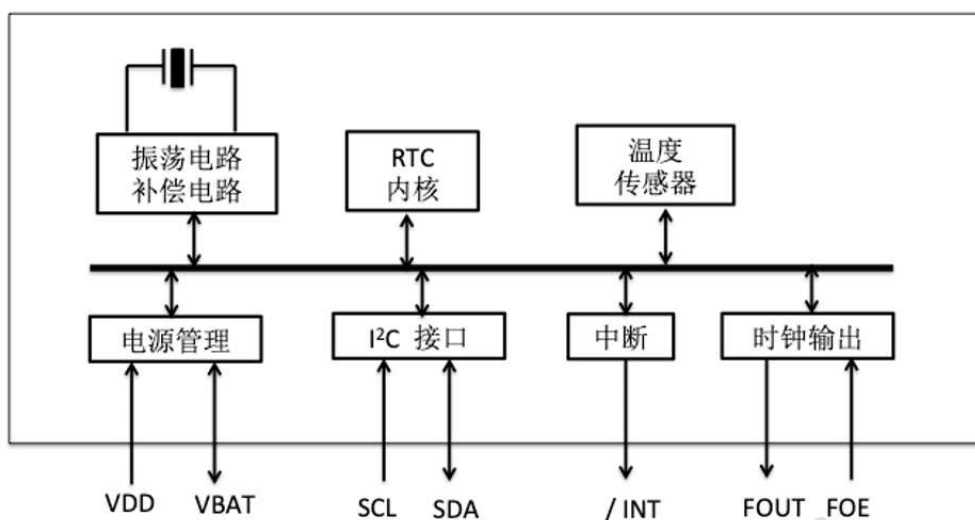 振荡电路
补偿电路
RTC
内核
温度
传感器
电源管理
I²C 接口
中断
时钟输出
VDD
VBAT
SCL
SDA
/ INT
FOUT
FOE